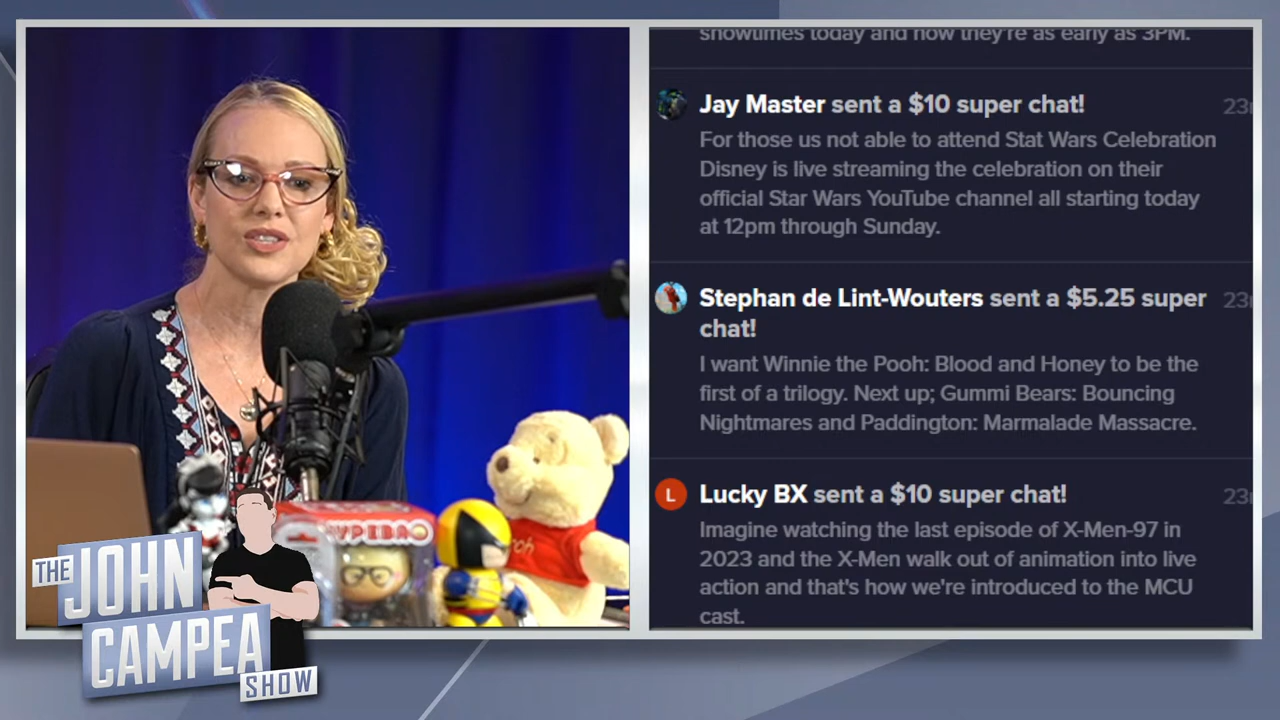 showtimes today and now they're as early as 3PM.
Jay Master sent a $10 super chat!
For those us not able to attend Stat Wars Celebration
Disney is live streaming the celebration on their
official Star Wars YouTube channel all starting today
at 12pm through Sunday.
Stephan de Lint-Wouters sent a $5.25 super
chat!
I want Winnie the Pooh: Blood and Honey to be the
first of a trilogy. Next up; Gummi Bears: Bouncing
Nightmares and Paddington: Marmalade Massacre.
L
Lucky BX sent a $10 super chat!
Imagine watching the last episode of X-Men-97 in
2023 and the X-Men walk out of animation into live
action and that's how we're introduced to the MCU
cast.
THE
JOHN
CAMPEA
SHOW